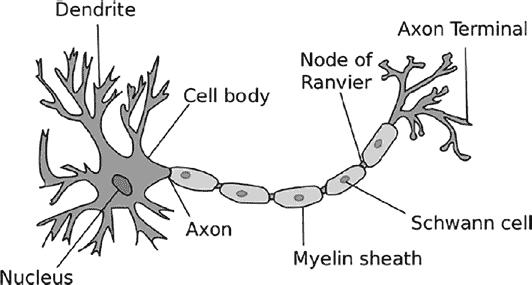 Dendrite
Axon Terminal
Node of
Ranvier
Cell body
Axon
Schwann cell
Myelin sheath
Nucleus